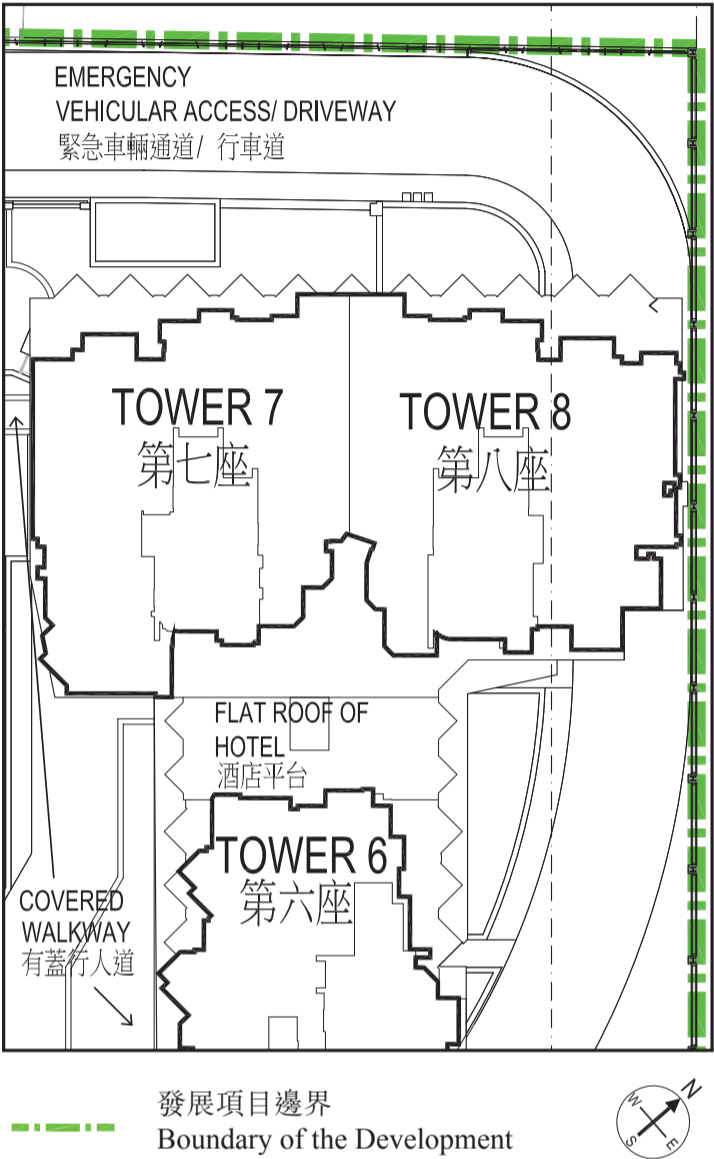 EMERGENCY
VEHICULAR ACCESS/ DRIVEWAY
緊急車輛通道/ 行車道
TOWER 7
第七座
TOWER 8
第八座
FLAT ROOF OF
HOTEL
酒店平台
TOWER 6
第六座
COVERED
WALKWAY
有蓋行人道
發展項目邊界
Boundary of the Development
N
W
E
S